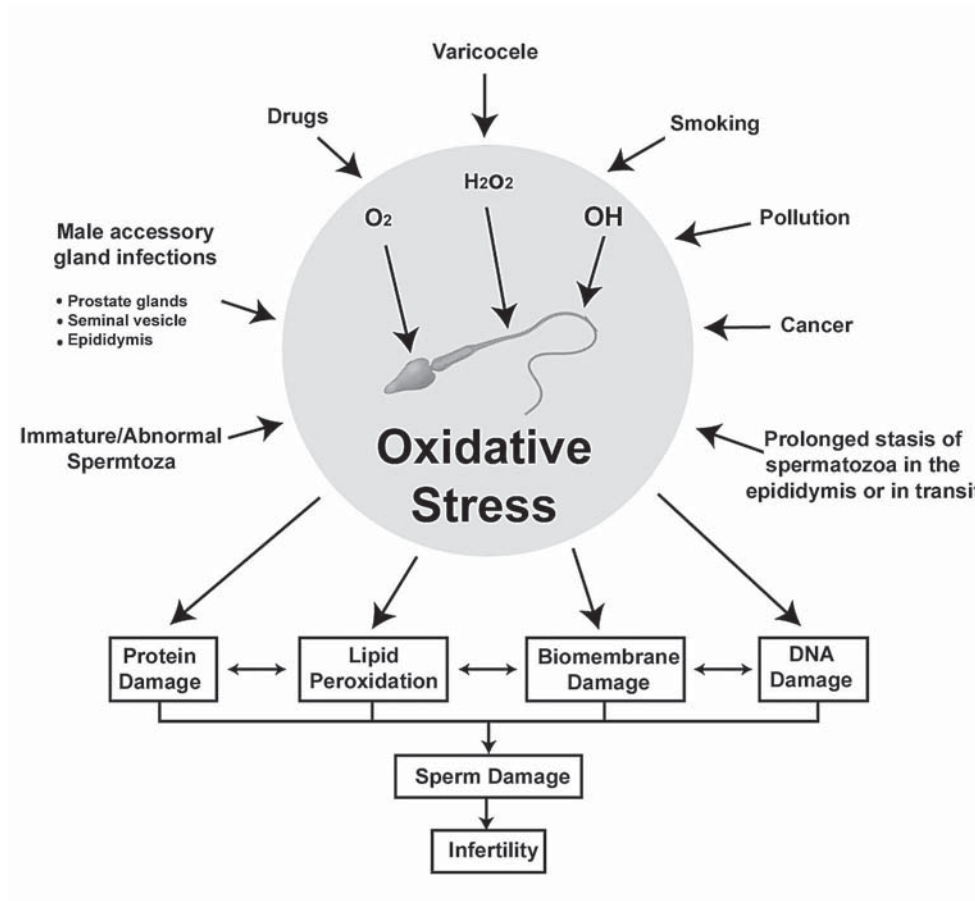 Varicocele
Drugs
Smoking
H2O2
O2
OH
Pollution
Male accessory
gland infections
• Prostate glands
• Seminal vesicle
• Epididymis
Cancer
Immature/Abnormal
Spermtoza
Prolonged stasis of
spermatozoa in the
epididymis or in transi
Oxidative
Stress
Protein
Damage
Lipid
Peroxidation
Biomembrane
Damage
DNA
Damage
Sperm Damage
Infertility